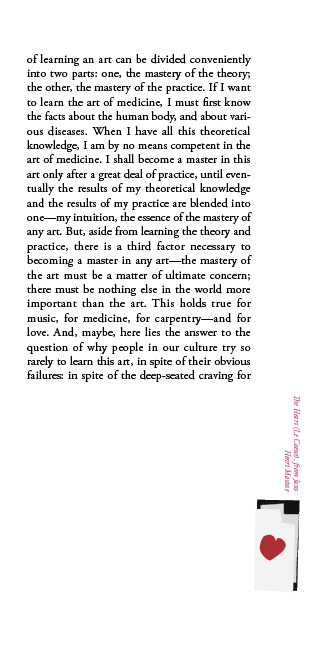 of learning an art can be divided conveniently
into two parts: one, the mastery of the theory;
the other, the mastery of the practice. If I want
to learn the art of medicine, I must first know
the facts about the human body, and about vari-
ous diseases. When I have all this theoretical
knowledge, I am by no means competent in the
art of medicine. I shall become a master in this
art only after a great deal of practice, until even-
tually the results of my theoretical knowledge
and the results of my practice are blended into
one—my intuition, the essence of the mastery of
any art. But, aside from learning the theory and
practice, there is a third factor necessary to
becoming a master in any art—the mastery of
the art must be a matter of ultimate concern;
there must be nothing else in the world more
important than the art. This holds true for
music, for medicine, for carpentry—and for
love. And, maybe, here lies the answer to the
question of why people in our culture try so
rarely to learn this art, in spite of their obvious
failures: in spite of the deep-seated craving for
The Heart (Le Coeur), from Jazz
Henri Matisse